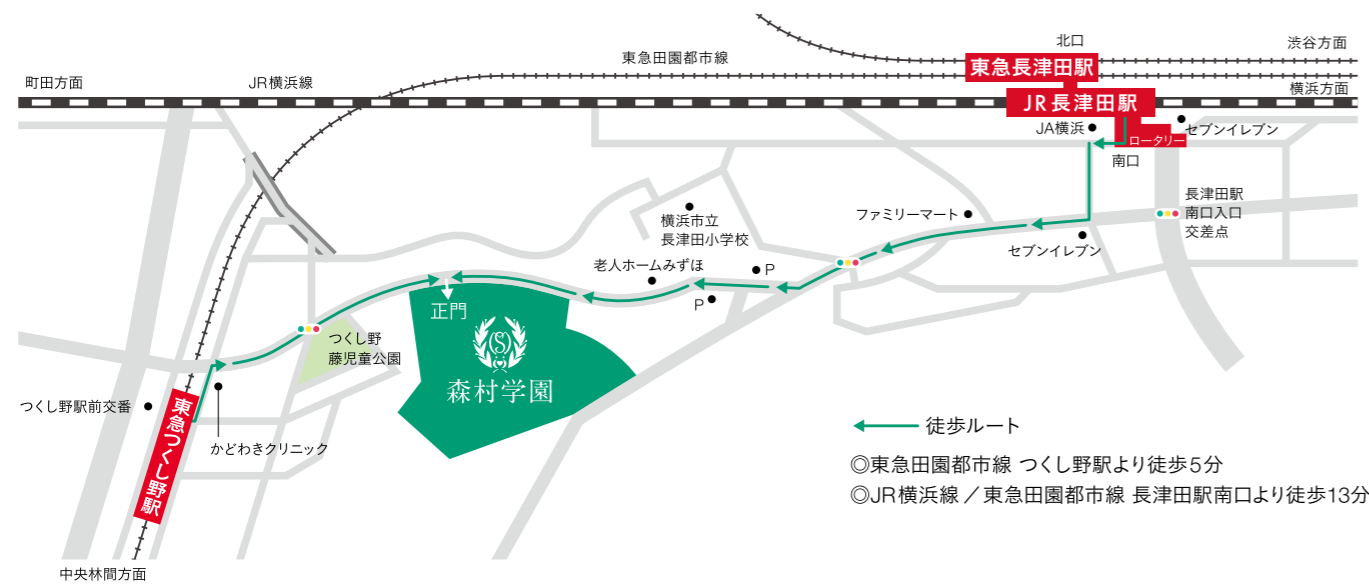 北口
渋谷方面
東急田園都市線
東急長津田駅
町田方面
JR横浜線
横浜方面
JR長津田駅
JA横浜
セブンイレブン
ロータリー
南口
長津田駅
南口入口
交差点
ファミリーマート
セブンイレブン
横浜市立
長津田小学校
老人ホームみずほ
P
P
正門
S
森村学園
つくし野
藤児童公園
つくし野駅前交番
東急つくし野駅
かどわきクリニック
徒歩ルート
◎東急田園都市線 つくし野駅より徒歩5分
◎JR横浜線／東急田園都市線 長津田駅南口より徒歩13分
中央林間方面